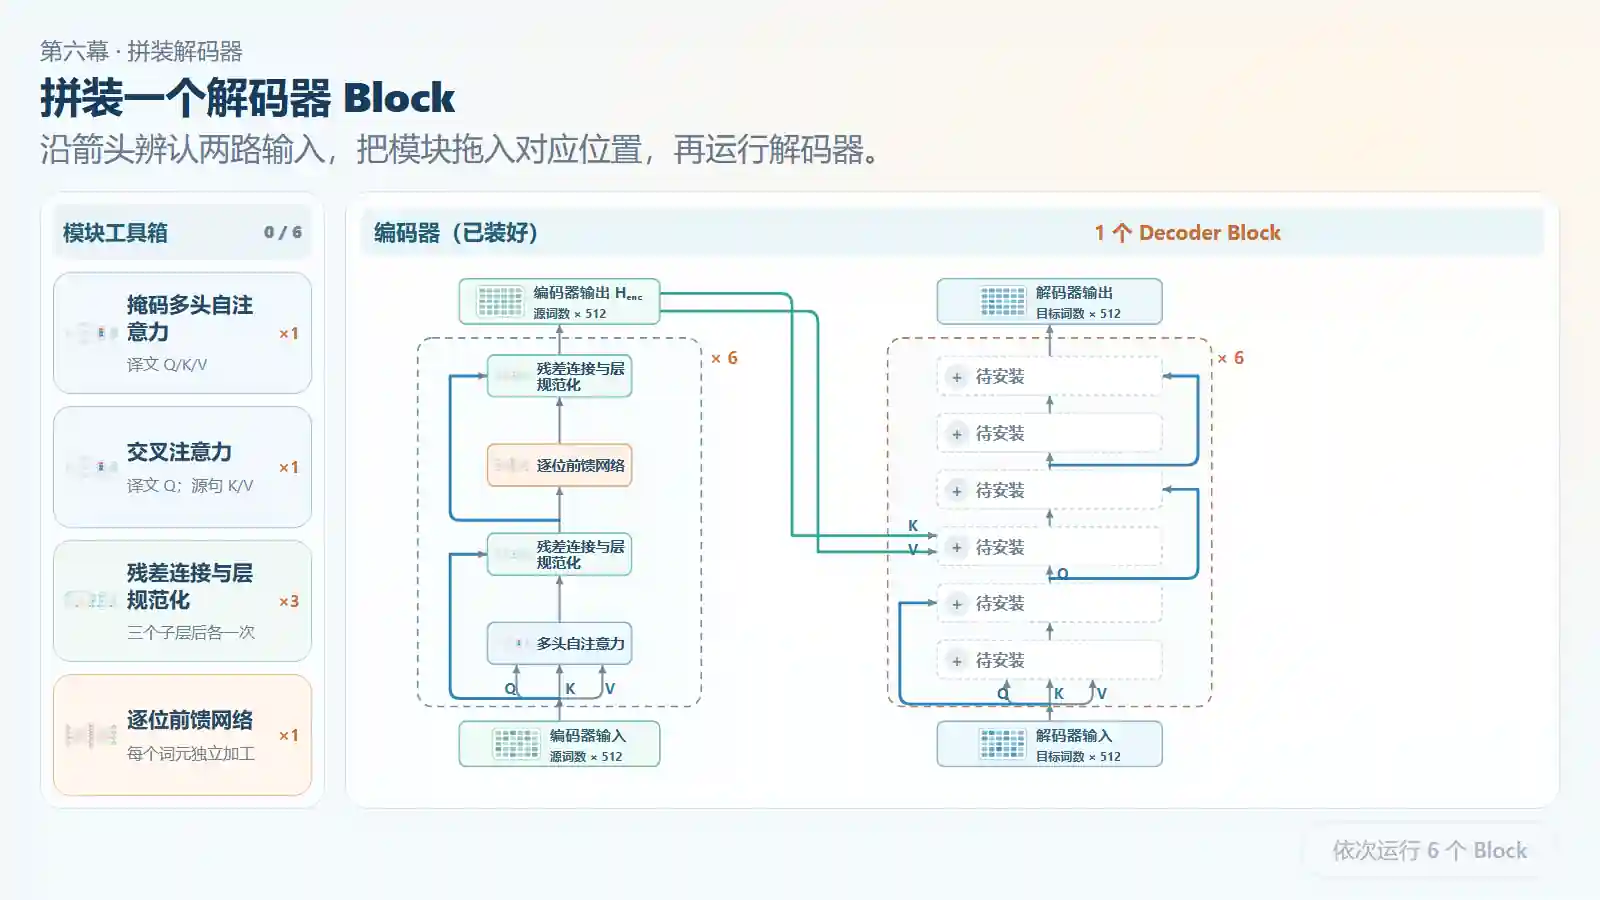 第六幕 · 拼装解码器
拼装一个解码器 Block
沿箭头辨认两路输入，把模块拖入对应位置，再运行解码器。
模块工具箱
0 / 6
掩码多头自注
意力
×1
译文 Q/K/V
交叉注意力
×1
译文 Q；源句 K/V
残差连接与层
规范化
×3
三个子层后各一次
逐位前馈网络
×1
每个词元独立加工
编码器（已装好）
1 个 Decoder Block
编码器输出 Henc
源词数 × 512
× 6
残差连接与层
规范化
逐位前馈网络
残差连接与层
规范化
多头自注意力
Q
K
V
编码器输入
源词数 × 512
解码器输出
目标词数 × 512
× 6
+ 待安装
+ 待安装
+ 待安装
K
V
+ 待安装
Q
+ 待安装
+ 待安装
Q
K
V
解码器输入
目标词数 × 512
依次运行 6 个 Block